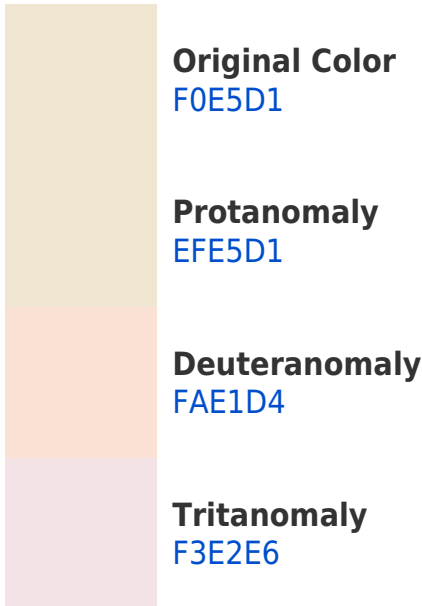 Original Color
F0E5D1
Protanomaly
EFE5D1
Deuteranomaly
FAE1D4
Tritanomaly
F3E2E6